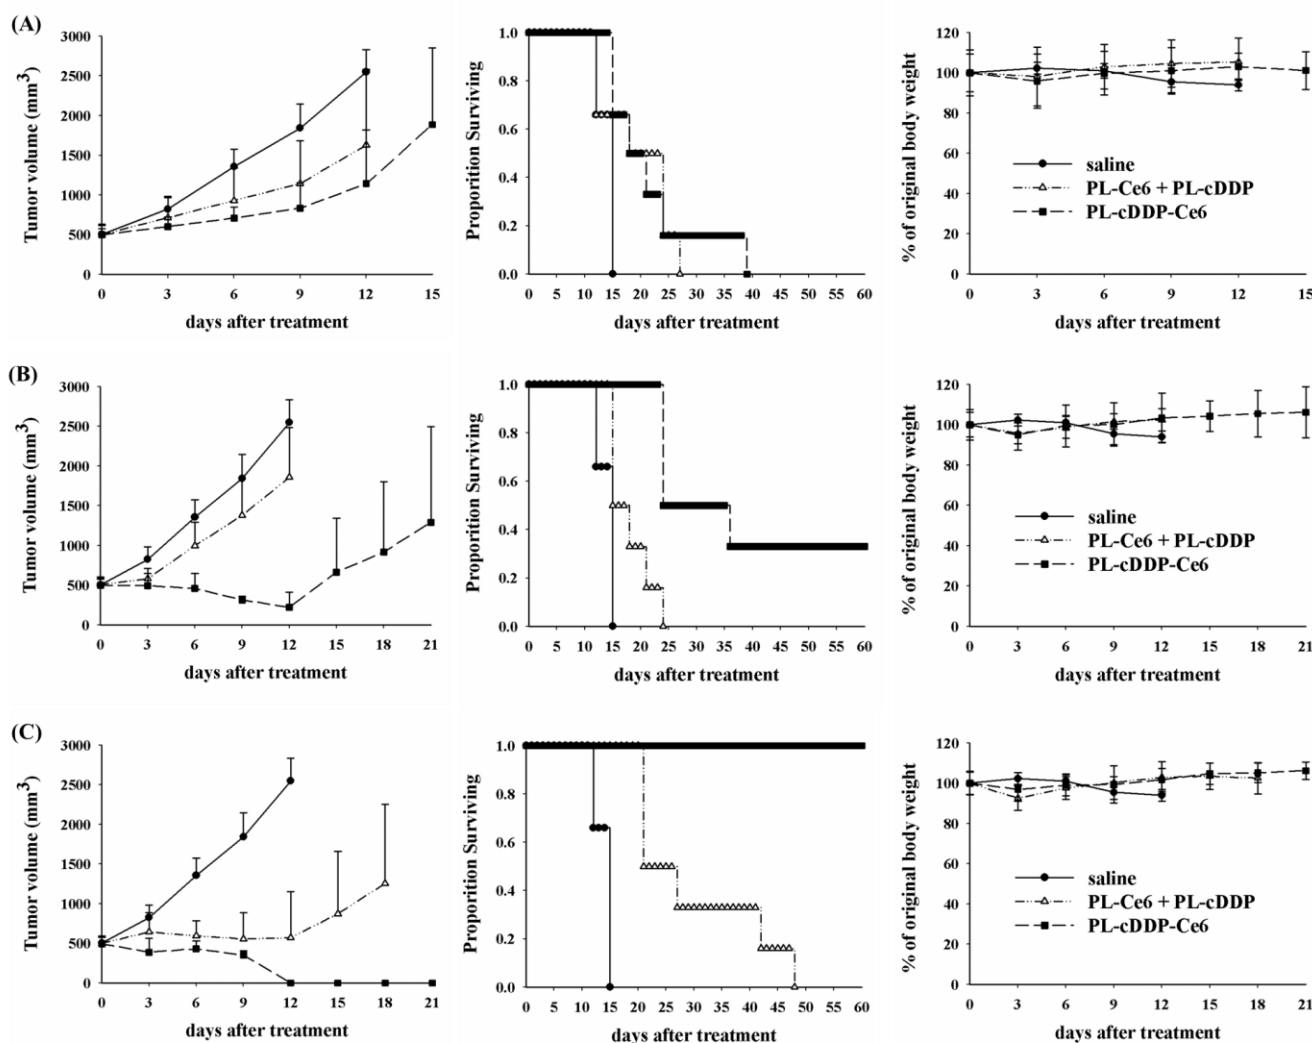 (A)
Tumor volume (mm³)
3000
2500
2000
1500
1000
500
0
0 3 6 9 12 15
days after treatment
Proportion Surviving
1.0
0.8
0.6
0.4
0.2
0.0
0 5 10 15 20 25 30 35 40 45 50 55 60
days after treatment
% of original body weight
120
100
80
60
40
20
0
saline
PL-Ce6 + PL-cDDP
PL-cDDP-Ce6
0 3 6 9 12 15
days after treatment
(B)
Tumor volume (mm³)
3000
2500
2000
1500
1000
500
0
0 3 6 9 12 15 18 21
days after treatment
Proportion Surviving
1.0
0.8
0.6
0.4
0.2
0.0
0 5 10 15 20 25 30 35 40 45 50 55 60
days after treatment
% of original body weight
120
100
80
60
40
20
0
saline
PL-Ce6 + PL-cDDP
PL-cDDP-Ce6
0 3 6 9 12 15 18 21
days after treatment
(C)
Tumor volume (mm³)
3000
2500
2000
1500
1000
500
0
0 3 6 9 12 15 18 21
days after treatment
Proportion Surviving
1.0
0.8
0.6
0.4
0.2
0.0
0 5 10 15 20 25 30 35 40 45 50 55 60
days after treatment
% of original body weight
120
100
80
60
40
20
0
saline
PL-Ce6 + PL-cDDP
PL-cDDP-Ce6
0 3 6 9 12 15 18 21
days after treatment